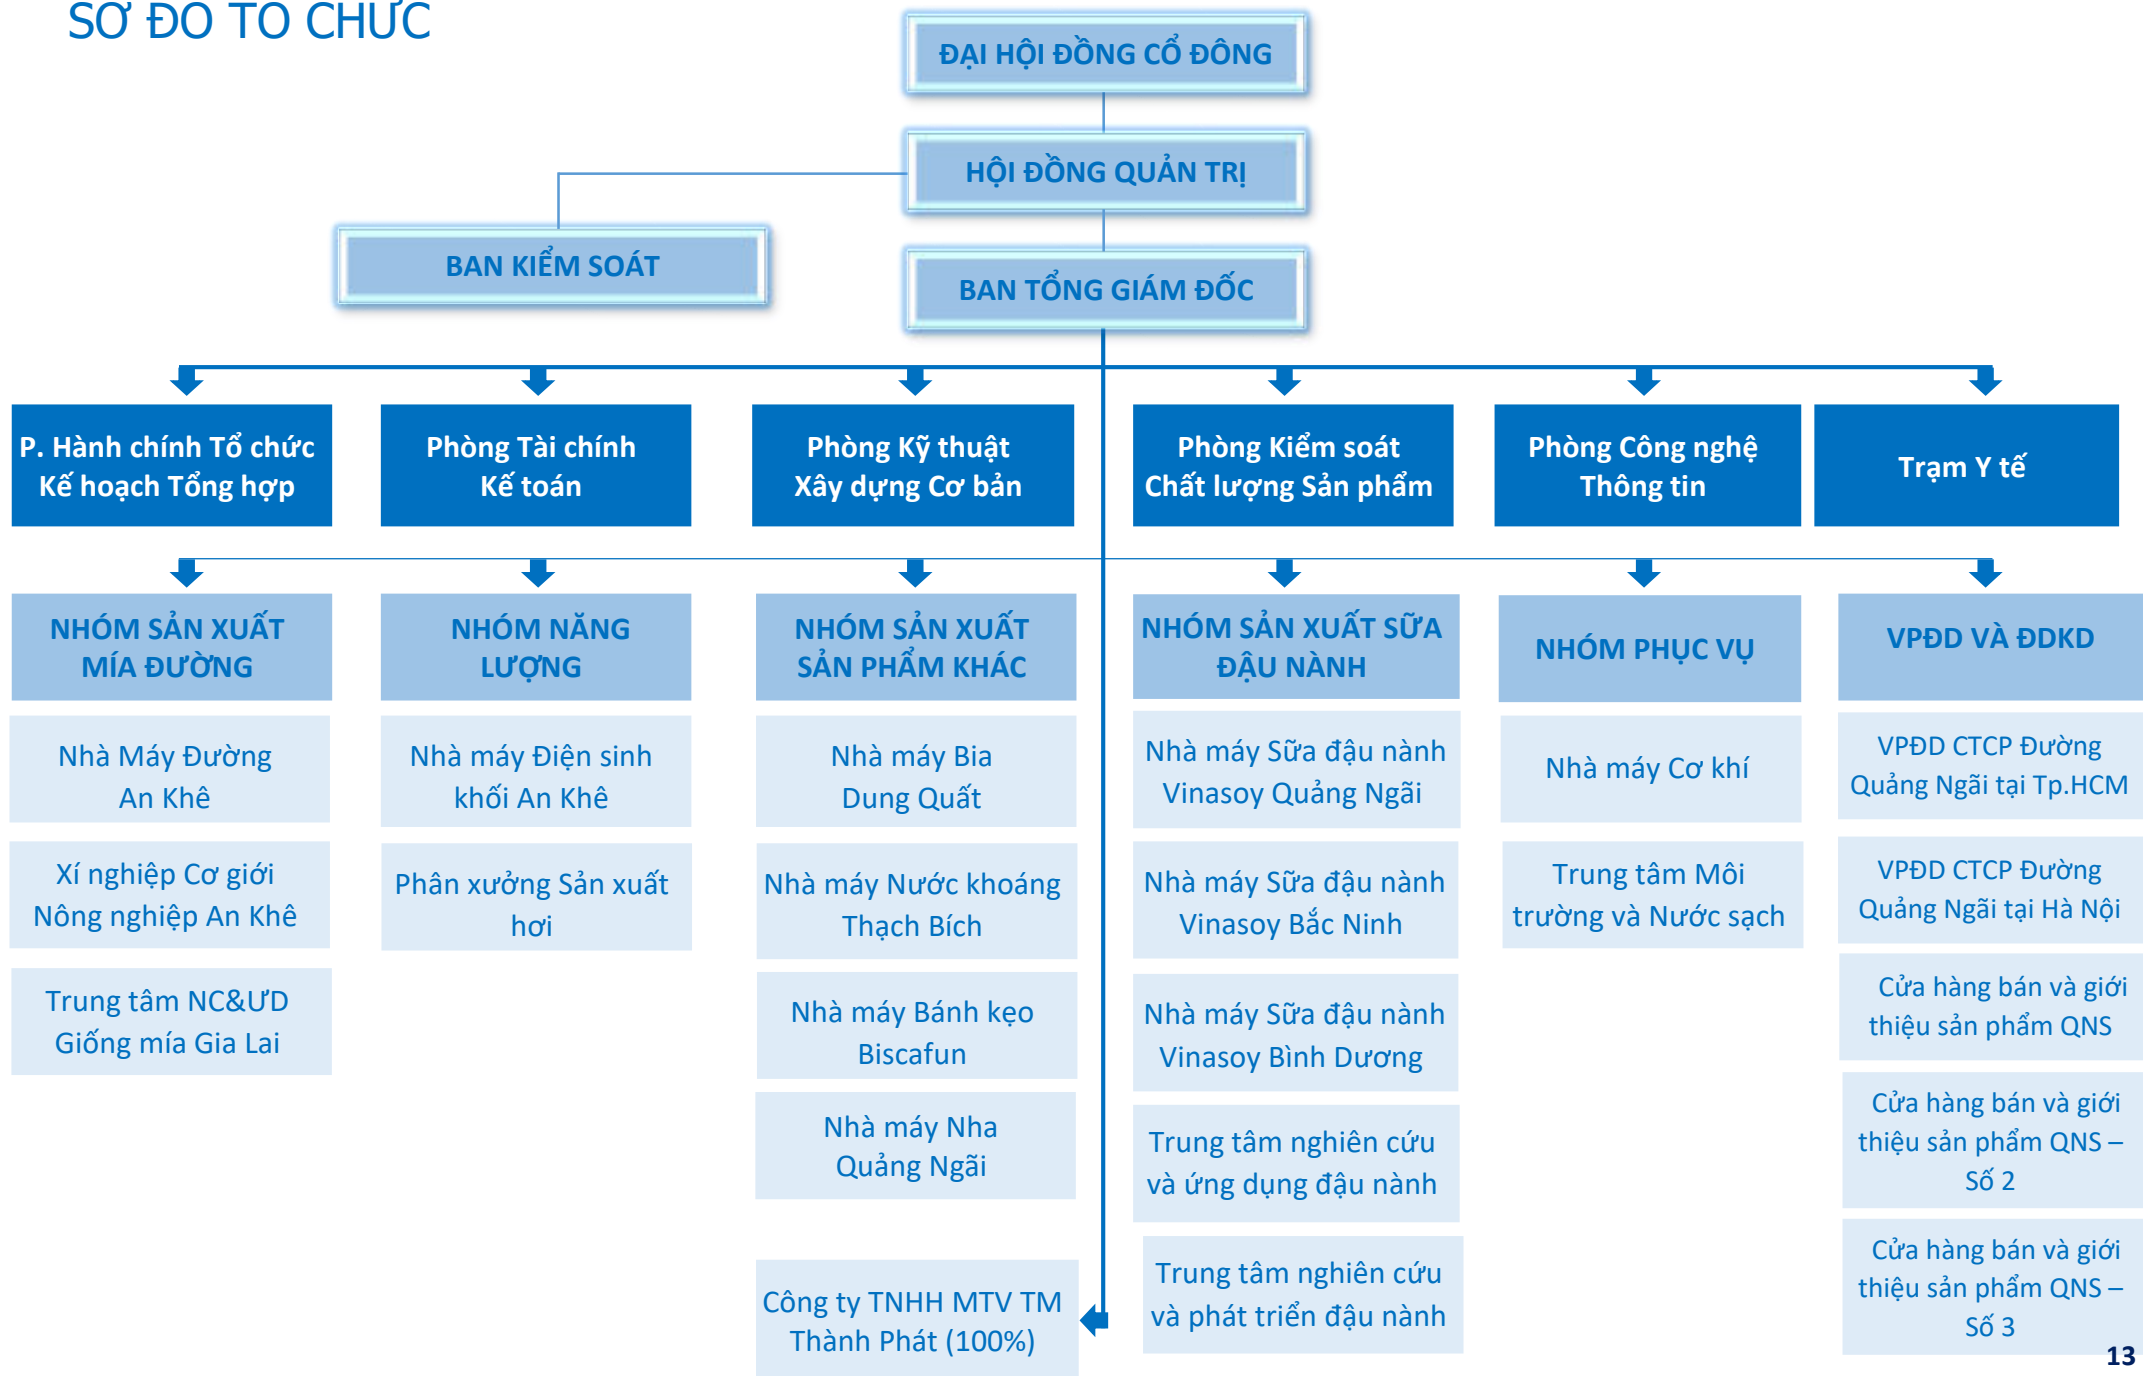 SƠ ĐỒ TỔ CHỨC
ĐẠI HỘI ĐỒNG CỔ ĐÔNG
HỘI ĐỒNG QUẢN TRỊ
BAN KIỂM SOÁT
BAN TỔNG GIÁM ĐỐC
P. Hành chính Tổ chức
Kế hoạch Tổng hợp
Phòng Tài chính
Kế toán
Phòng Kỹ thuật
Xây dựng Cơ bản
Phòng Kiểm soát
Chất lượng Sản phẩm
Phòng Công nghệ
Thông tin
Trạm Y tế
NHÓM SẢN XUẤT
MÍA ĐƯỜNG
NHÓM NĂNG
LƯỢNG
NHÓM SẢN XUẤT
SẢN PHẨM KHÁC
NHÓM SẢN XUẤT SỮA
ĐẬU NÀNH
NHÓM PHỤC VỤ
VPĐD VÀ ĐDKD
Nhà Máy Đường
An Khê
Xí nghiệp Cơ giới
Nông nghiệp An Khê
Trung tâm NC&ƯD
Giống mía Gia Lai
Nhà máy Điện sinh
khối An Khê
Phân xưởng Sản xuất
hơi
Nhà máy Bia
Dung Quất
Nhà máy Nước khoáng
Thạch Bích
Nhà máy Bánh kẹo
Biscafun
Nhà máy Nha
Quảng Ngãi
Công ty TNHH MTV TM
Thành Phát (100%)
Nhà máy Sữa đậu nành
Vinasoy Quảng Ngãi
Nhà máy Sữa đậu nành
Vinasoy Bắc Ninh
Nhà máy Sữa đậu nành
Vinasoy Bình Dương
Trung tâm nghiên cứu
và ứng dụng đậu nành
Trung tâm nghiên cứu
và phát triển đậu nành
Nhà máy Cơ khí
Trung tâm Môi
trường và Nước sạch
VPĐD CTCP Đường
Quảng Ngãi tại Tp.HCM
VPĐD CTCP Đường
Quảng Ngãi tại Hà Nội
Cửa hàng bán và giới
thiệu sản phẩm QNS
Cửa hàng bán và giới
thiệu sản phẩm QNS –
Số 2
Cửa hàng bán và giới
thiệu sản phẩm QNS –
Số 3
13